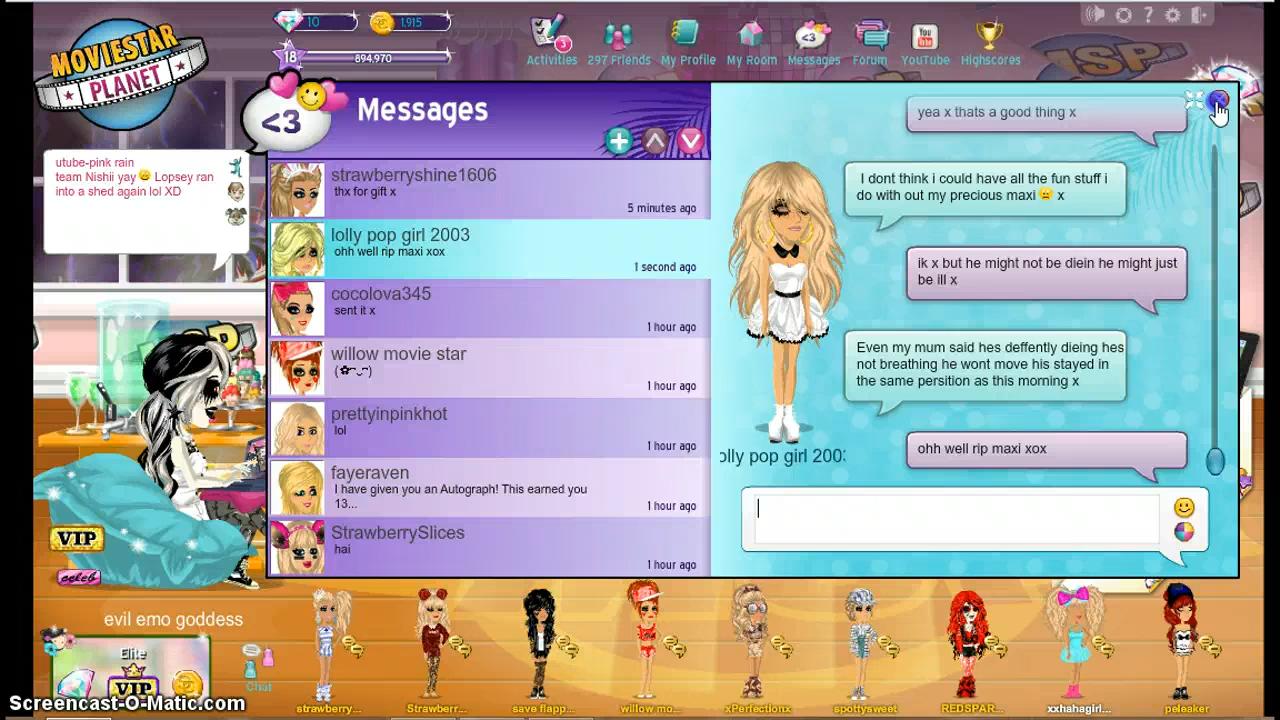 MOVIESTAR
PLANET
10
1.915
18
894,970
3
Activities
297 Friends
My Profile
My Room
<3
Messages
Forum
You
Tube
YouTube
Highscores
?
<3
Messages
utube-pink rain
team Nishii yay Lopsey ran
into a shed again lol XD
strawberryshine1606
thx for gift x
5 minutes ago
lolly pop girl 2003
ohh well rip maxi xox
1 second ago
cocolova345
sent it x
1 hour ago
willow movie star
(✿◠‿◠)
1 hour ago
prettyinpinkhot
lol
1 hour ago
fayeraven
I have given you an Autograph! This earned you
13...
1 hour ago
StrawberrySlices
hai
1 hour ago
yea x thats a good thing x
I dont think i could have all the fun stuff i
do with out my precious maxi x
ik x but he might not be diein he might just
be ill x
Even my mum said hes deffently dieing hes
not breathing he wont move his stayed in
the same persition as this morning x
ohh well rip maxi xox
olly pop girl 200
VIP
celeb
evil emo goddess
Elite
VIP
Chat
strawberry...
Strawberr...
save flapp...
willow mo...
xPerfectionx
spottysweet
REDSPAR...
xxhahagirl...
peleaker
Screencast-O-Matic.com